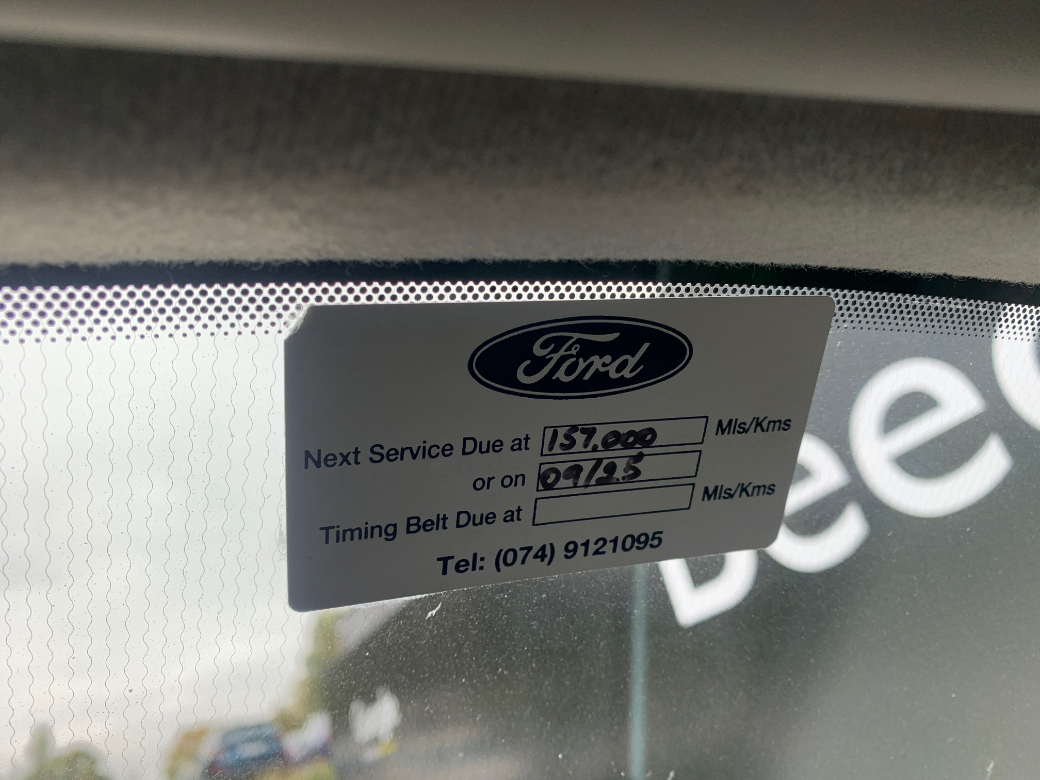 Ford
Next Service Due at 157.000 Mls/Kms
or on 09/25
Timing Belt Due at Mls/Kms
Tel: (074) 9121095